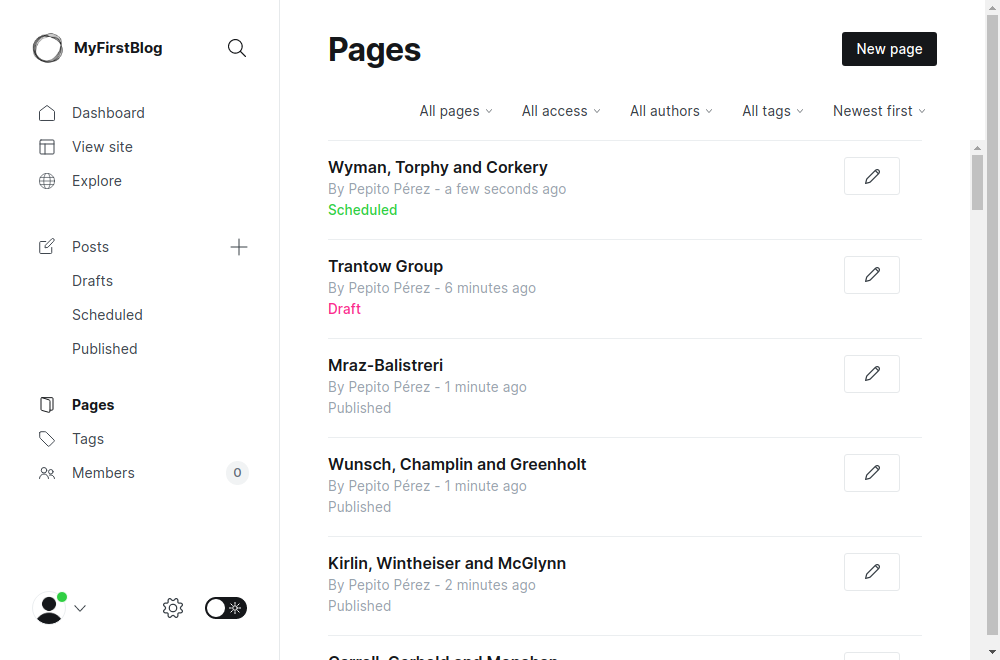 MyFirstBlog
Dashboard
View site
Explore
Posts
Drafts
Scheduled
Published
Pages
Tags
Members 0
Pages
New page
All pages All access All authors All tags Newest first
Wyman, Torphy and Corkery
By Pepito Pérez - a few seconds ago
Scheduled
Trantow Group
By Pepito Pérez - 6 minutes ago
Draft
Mraz-Balistreri
By Pepito Pérez - 1 minute ago
Published
Wunsch, Champlin and Greenholt
By Pepito Pérez - 1 minute ago
Published
Kirlin, Wintheiser and McGlynn
By Pepito Pérez - 2 minutes ago
Published